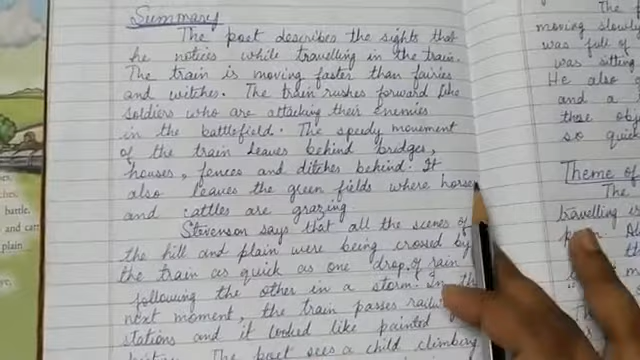 Summary
The poet describes the sights that
he notices while travelling in the train.
The train is moving faster than fairies
and witches. The train rushes forward like
soldiers who are attacking their enemies
in the battlefield. The speedy movement
of the train leaves behind bridges,
houses, fences and ditches behind. It
also leaves the green fields where horses
and cattles are grazing
Stevenson says that all the scenes of
the hill and plain were being crossed by
the train as quick as one drop of rain
following the other in a storm. In the
next moment, the train passes
stations and it looked like painted
The poet sees a child
battle,
and cat
plain
The
moving slowly
was full of
was sitting
He also
and a
those
so quick
Theme of
The
travelling